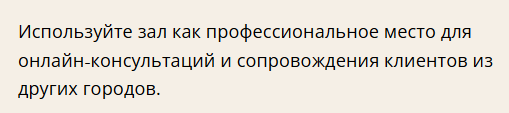 Используйте зал как профессиональное место для
онлайн-консультаций и сопровождения клиентов из
других городов.